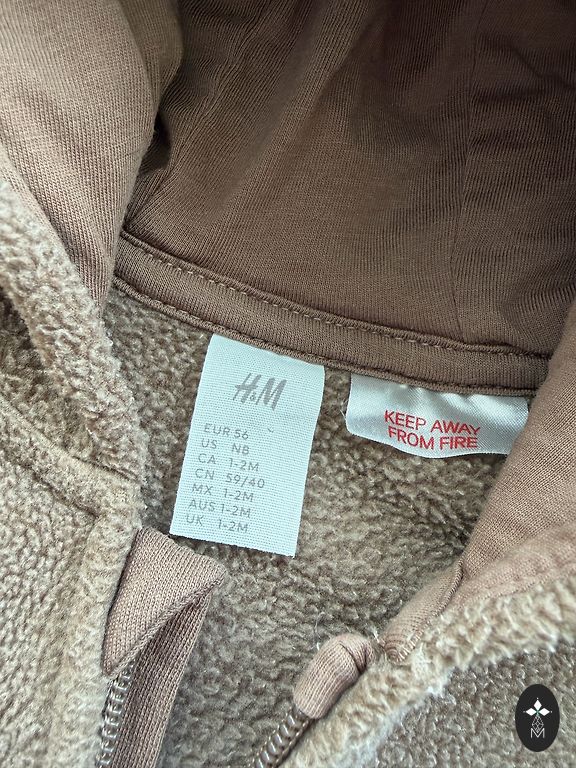 H&M
EUR 56
US NB
CA 1-2M
CN 59/40
MX 1-2M
AUS 1-2M
UK 1-2M
KEEP AWAY
FROM FIRE
M